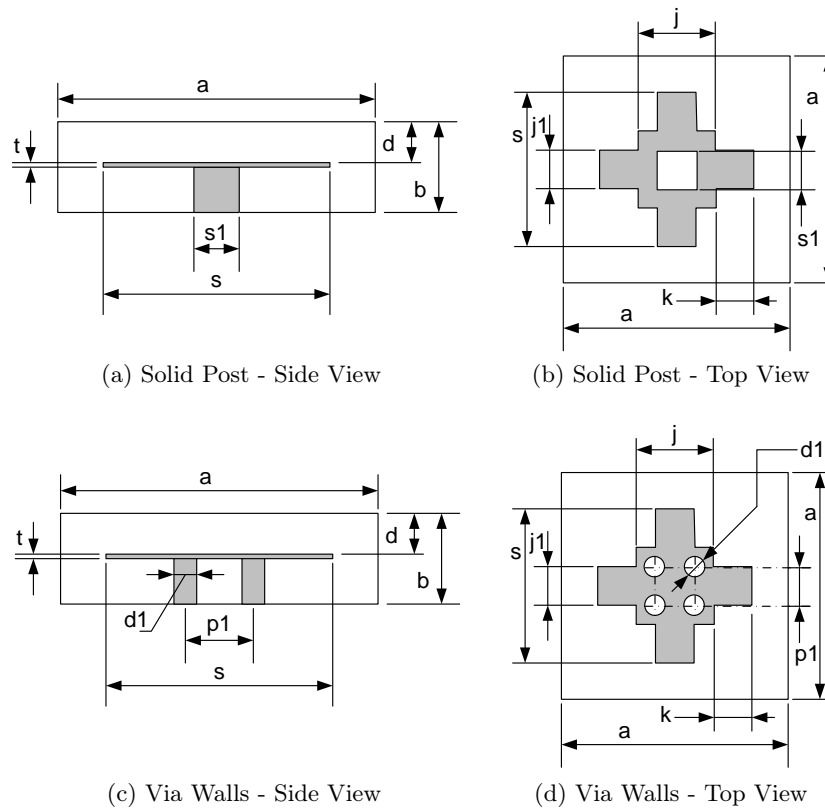 a
t
d
b
s1
s
(a) Solid Post - Side View
j
a
s
j1
s1
k
a
(b) Solid Post - Top View
a
t
d
b
d1
p1
s
(c) Via Walls - Side View
j
d1
a
s
j1
p1
k
a
(d) Via Walls - Top View